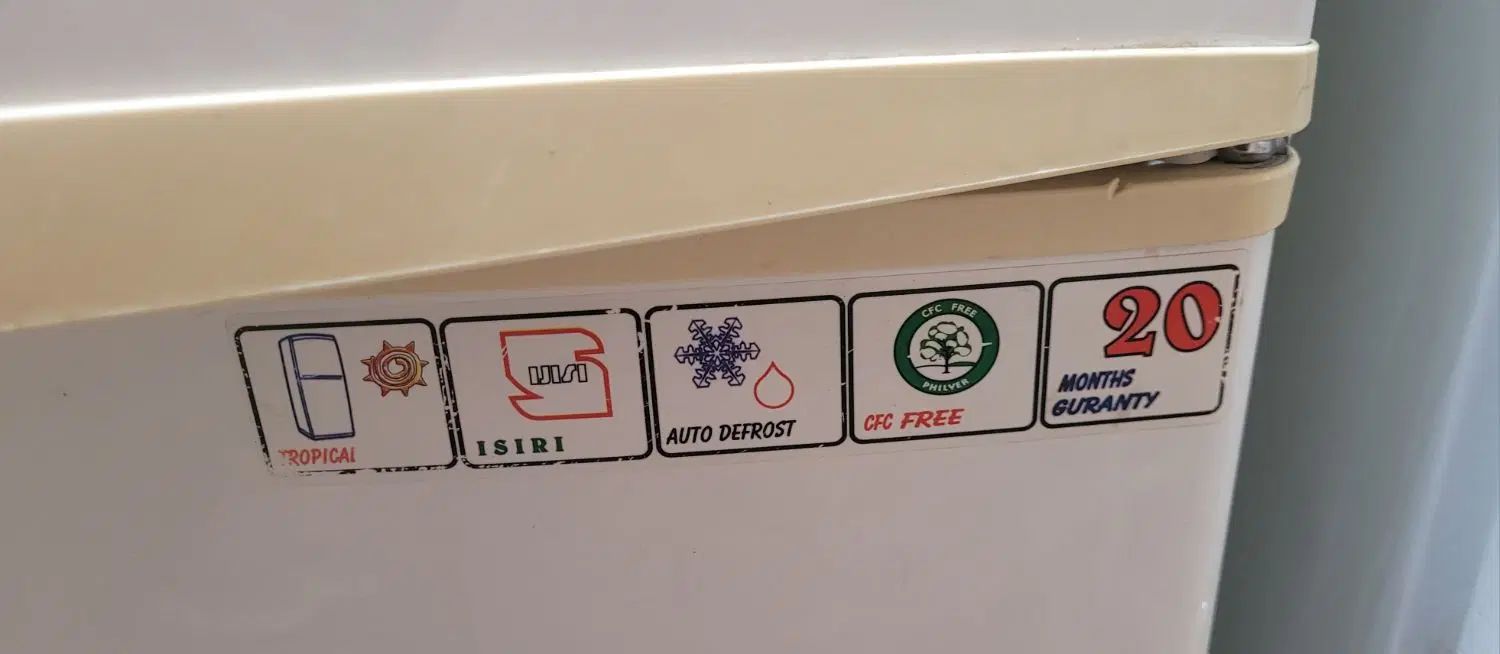 TROPICAL
ISIRI
AUTO DEFROST
CFC FREE
PHILVER
CFC FREE
20
MONTHS
GURANTY